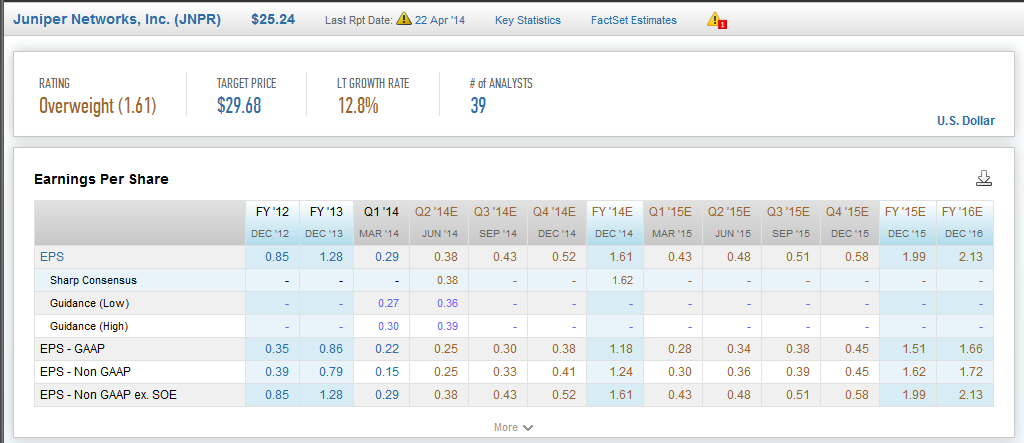 Juniper Networks, Inc. (JNPR) $25.24 Last Rpt Date: 22 Apr '14 Key Statistics FactSet Estimates 1
RATING TARGET PRICE LT GROWTH RATE # of ANALYSTS
Overweight (1.61) $29.68 12.8% 39
U.S. Dollar
Earnings Per Share
FY '12 FY '13 Q1 '14 Q2 '14E Q3 '14E Q4 '14E FY '14E Q1 '15E Q2 '15E Q3 '15E Q4 '15E FY '15E FY '16E
DEC '12 DEC '13 MAR '14 JUN '14 SEP '14 DEC '14 DEC '14 MAR '15 JUN '15 SEP '15 DEC '15 DEC '15 DEC '16
EPS 0.85 1.28 0.29 0.38 0.43 0.52 1.61 0.43 0.48 0.51 0.58 1.99 2.13
Sharp Consensus - - - 0.38 - - 1.62 - - - - - -
Guidance (Low) - - 0.27 0.36 - - - - - - - - -
Guidance (High) - - 0.30 0.39 - - - - - - - - -
EPS - GAAP 0.35 0.86 0.22 0.25 0.30 0.38 1.18 0.28 0.34 0.38 0.45 1.51 1.66
EPS - Non GAAP 0.39 0.79 0.15 0.25 0.33 0.41 1.24 0.30 0.36 0.39 0.45 1.62 1.72
EPS - Non GAAP ex. SOE 0.85 1.28 0.29 0.38 0.43 0.52 1.61 0.43 0.48 0.51 0.58 1.99 2.13
More